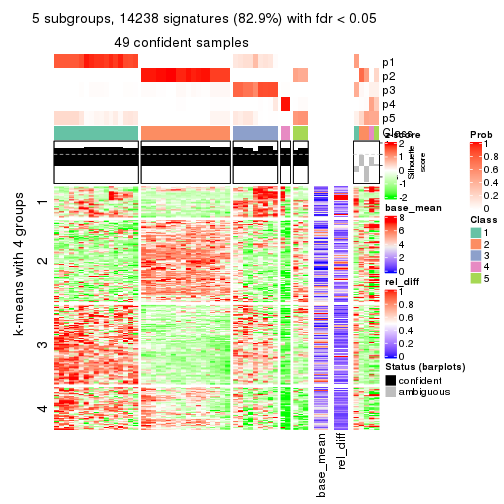 5 subgroups, 14238 signatures (82.9%) with fdr < 0.05
49 confident samples
p1
p2
p3
p4
p5
Class
Silhouette
score
k-means with 4 groups
1
2
3
4
base_mean
rel_diff
z-score
2
1
0
-1
-2
base_mean
8
6
4
2
0
rel_diff
1
0.8
0.6
0.4
0.2
0
Status (barplots)
confident
ambiguous
Prob
1
0.8
0.6
0.4
0.2
0
Class
1
2
3
4
5